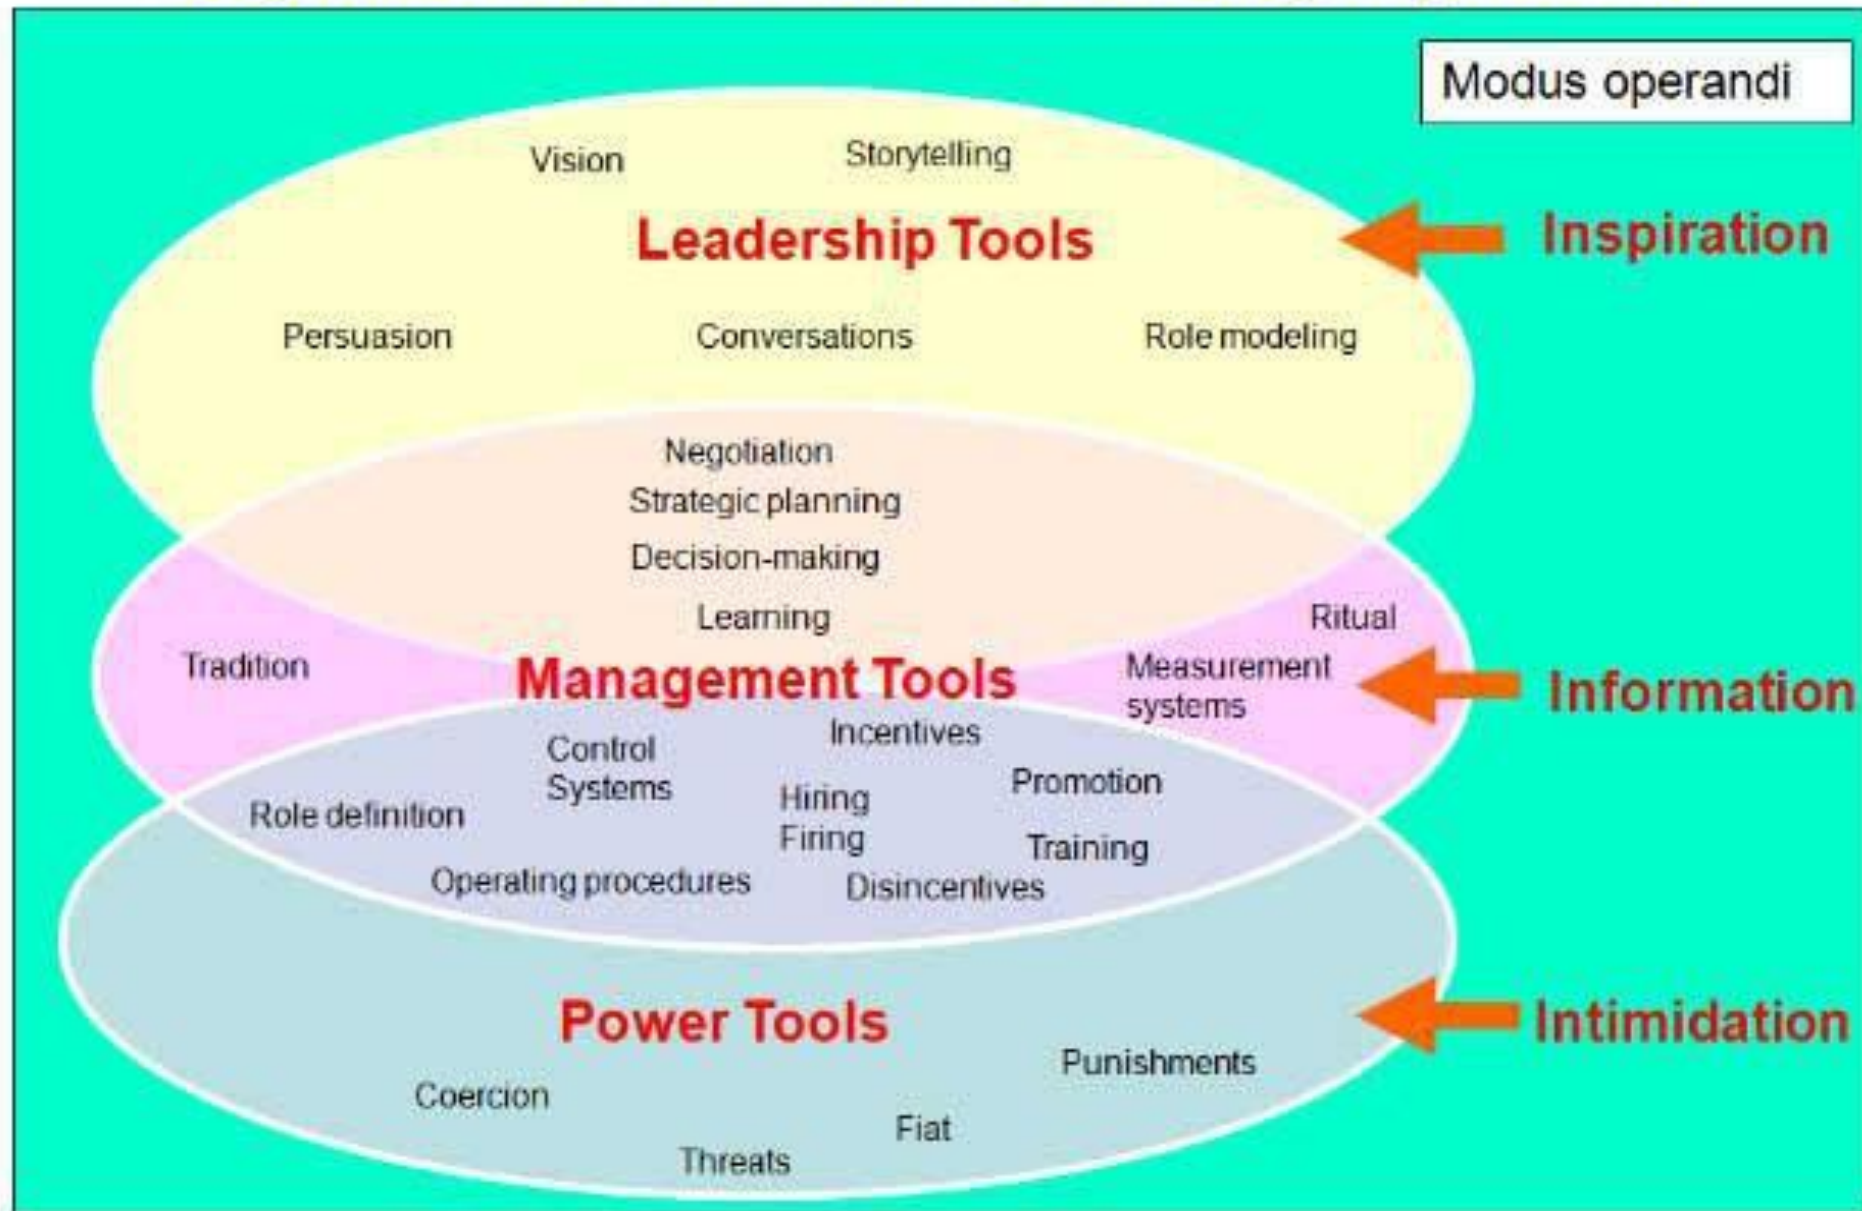 Modus operandi
Vision
Storytelling
Leadership Tools
Inspiration
Persuasion
Conversations
Role modeling
Negotiation
Strategic planning
Decision-making
Learning
Ritual
Tradition
Management Tools
Measurement
systems
Information
Control
Systems
Incentives
Hiring
Firing
Promotion
Role definition
Training
Operating procedures
Disincentives
Power Tools
Intimidation
Punishments
Coercion
Fiat
Threats